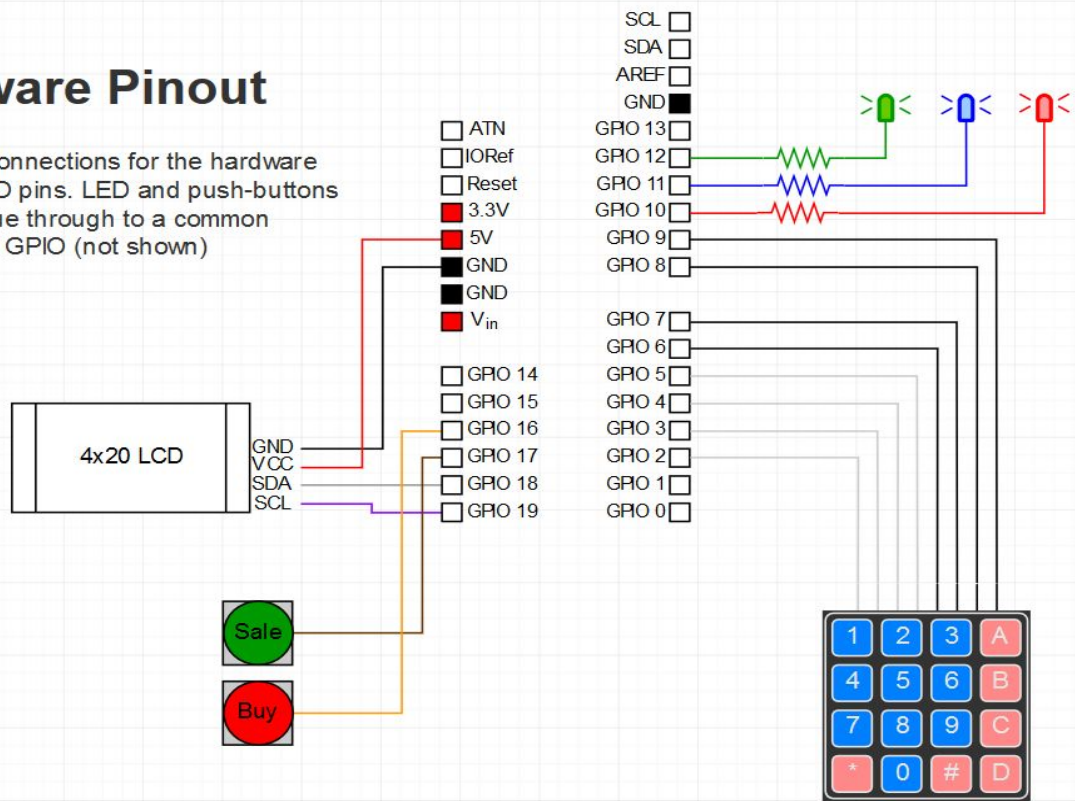 ware Pinout
onnections for the hardware
O pins. LED and push-buttons
ue through to a common
GPIO (not shown)
SCL
SDA
AREF
GND
GPIO 13
GPIO 12
GPIO 11
GPIO 10
GPIO 9
GPIO 8
GPIO 7
GPIO 6
GPIO 5
GPIO 4
GPIO 3
GPIO 2
GPIO 1
GPIO 0
ATN
IORef
Reset
3.3V
5V
GND
GND
Vin
GPIO 14
GPIO 15
GPIO 16
GPIO 17
GPIO 18
GPIO 19
4x20 LCD
GND
VCC
SDA
SCL
Sale
Buy
1 2 3 A
4 5 6 B
7 8 9 C
* 0 # D